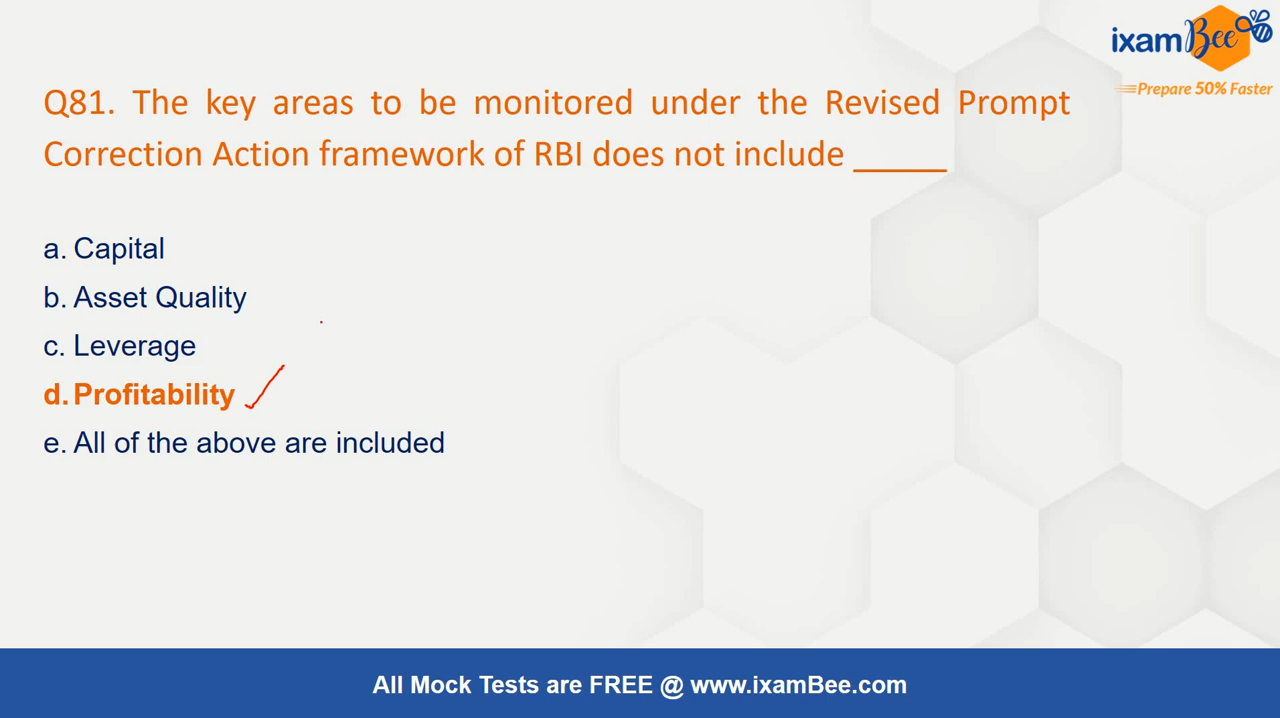 ixamBee
Prepare 50% Faster
Q81. The key areas to be monitored under the Revised Prompt
Correction Action framework of RBI does not include _____
a. Capital
b. Asset Quality
c. Leverage
d. Profitability
e. All of the above are included
All Mock Tests are FREE @ www.ixamBee.com